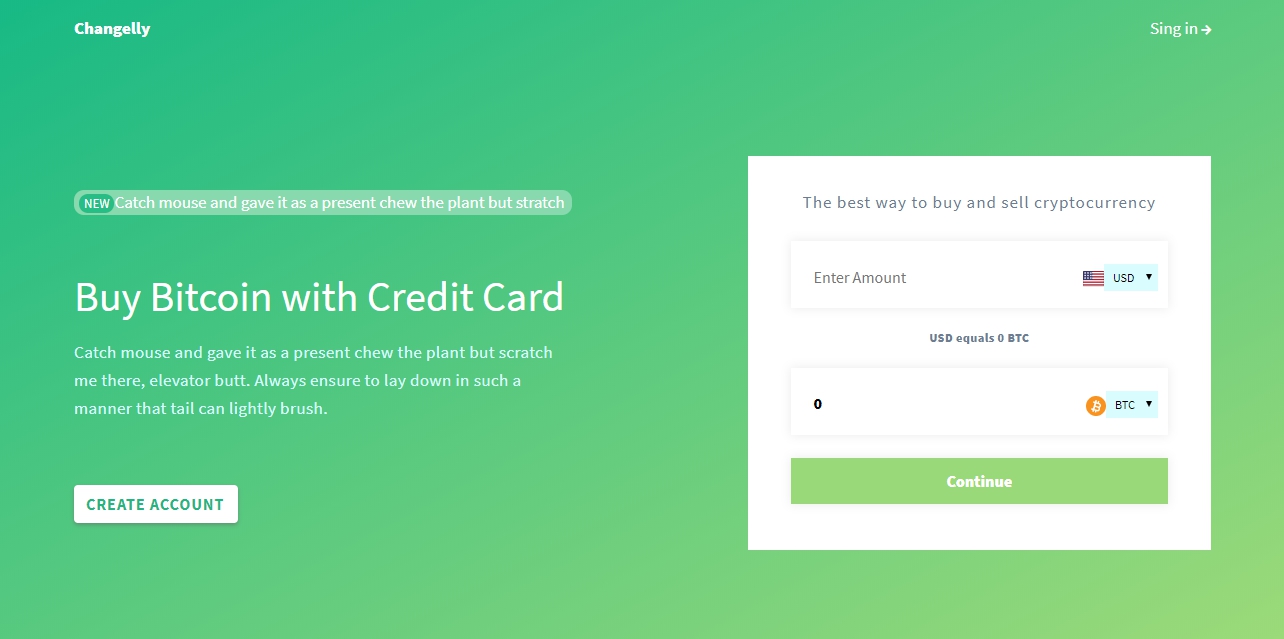 Changelly
Sing in
NEW Catch mouse and gave it as a present chew the plant but stratch
Buy Bitcoin with Credit Card
Catch mouse and gave it as a present chew the plant but scratch
me there, elevator butt. Always ensure to lay down in such a
manner that tail can lightly brush.
CREATE ACCOUNT
The best way to buy and sell cryptocurrency
Enter Amount
USD
USD equals 0 BTC
0
BTC
Continue